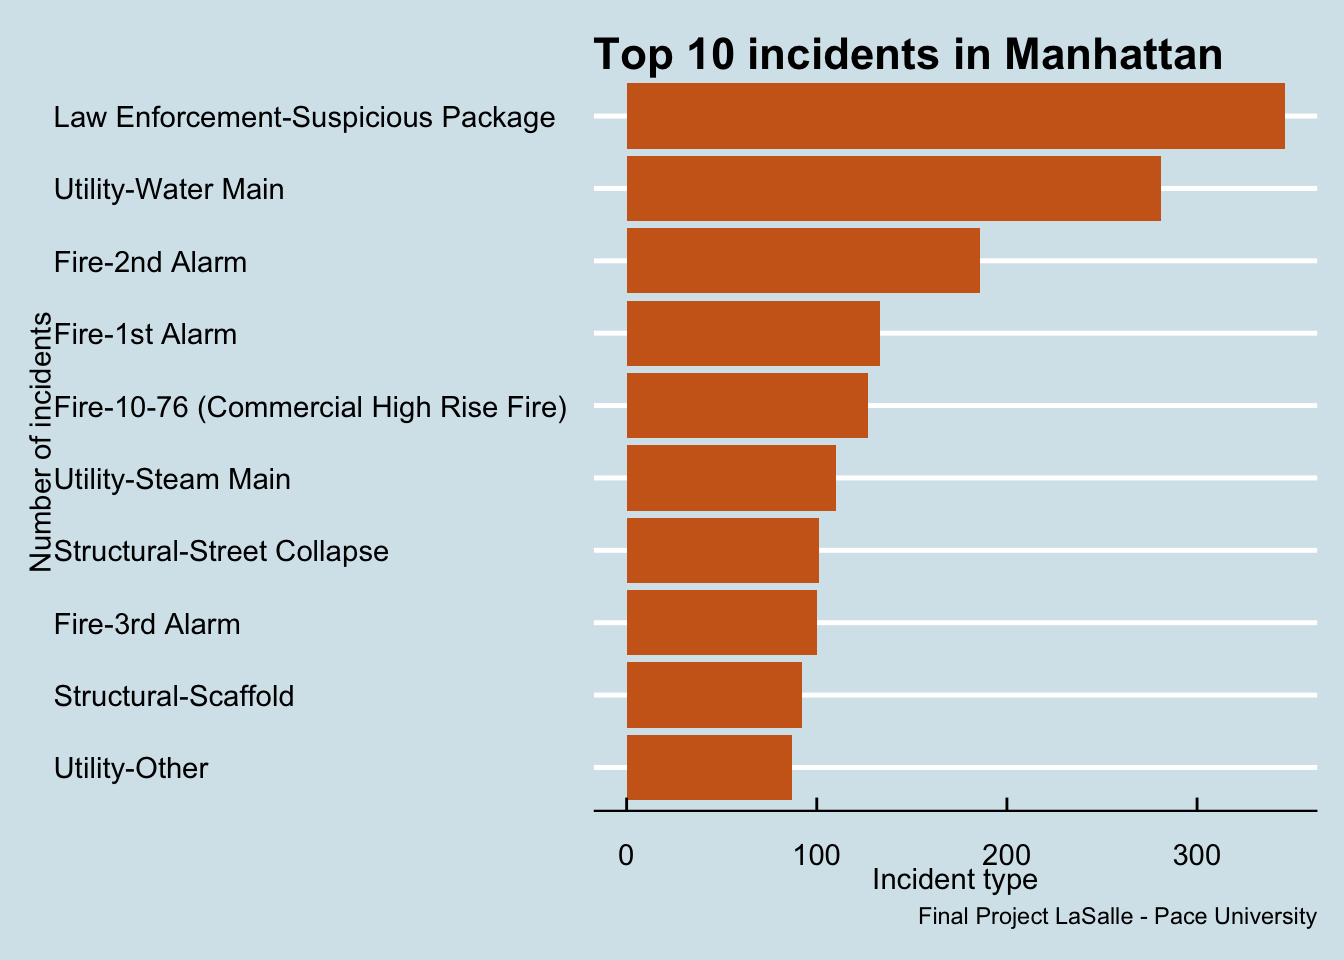 Top 10 incidents in Manhattan
Law Enforcement-Suspicious Package
Utility-Water Main
Fire-2nd Alarm
Fire-1st Alarm
Fire-10-76 (Commercial High Rise Fire)
Utility-Steam Main
Structural-Street Collapse
Fire-3rd Alarm
Structural-Scaffold
Utility-Other
Number of incidents
0 100 200 300
Incident type
Final Project LaSalle - Pace University